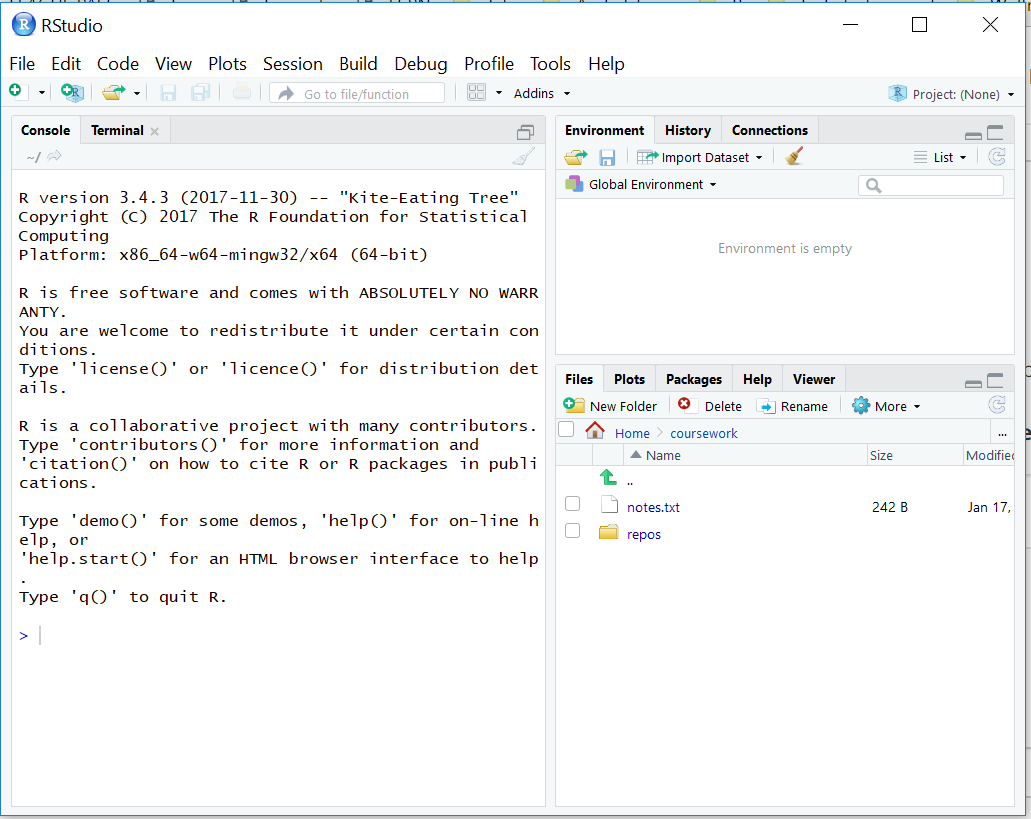 RStudio
File Edit Code View Plots Session Build Debug Profile Tools Help
Go to file/function Addins Project: (None)
Console Terminal
~/
R version 3.4.3 (2017-11-30) -- "Kite-Eating Tree"
Copyright (C) 2017 The R Foundation for Statistical
Computing
Platform: x86_64-w64-mingw32/x64 (64-bit)
R is free software and comes with ABSOLUTELY NO WARR
ANTY.
You are welcome to redistribute it under certain con
ditions.
Type 'license()' or 'licence()' for distribution det
ails.
R is a collaborative project with many contributors.
Type 'contributors()' for more information and
'citation()' on how to cite R or R packages in publi
cations.
Type 'demo()' for some demos, 'help()' for on-line h
elp, or
'help.start()' for an HTML browser interface to help
.
Type 'q()' to quit R.
>
Environment History Connections
Import Dataset List
Global Environment
Environment is empty
Files Plots Packages Help Viewer
New Folder Delete Rename More
Home coursework ...
Name Size Modified
..
notes.txt 242 B Jan 17,
repos